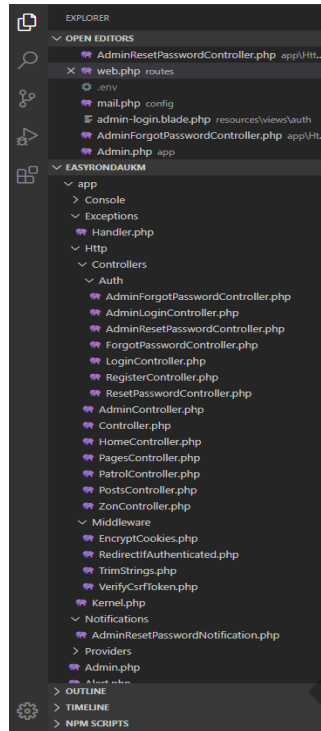 EXPLORER
OPEN EDITORS
AdminResetPasswordController.php app\Htt...
web.php routes
.env
mail.php config
admin-login.blade.php resources\views\auth
AdminForgotPasswordController.php app\Ht...
Admin.php app
EASYRONDAUKM
app
Console
Exceptions
Handler.php
Http
Controllers
Auth
AdminForgotPasswordController.php
AdminLoginController.php
AdminResetPasswordController.php
ForgotPasswordController.php
LoginController.php
RegisterController.php
ResetPasswordController.php
AdminController.php
Controller.php
HomeController.php
PagesController.php
PatrolController.php
PostsController.php
ZonController.php
Middleware
EncryptCookies.php
RedirectIfAuthenticated.php
TrimStrings.php
VerifyCsrfToken.php
Kernel.php
Notifications
AdminResetPasswordNotification.php
Providers
Admin.php
Alert.php
OUTLINE
TIMELINE
NPM SCRIPTS